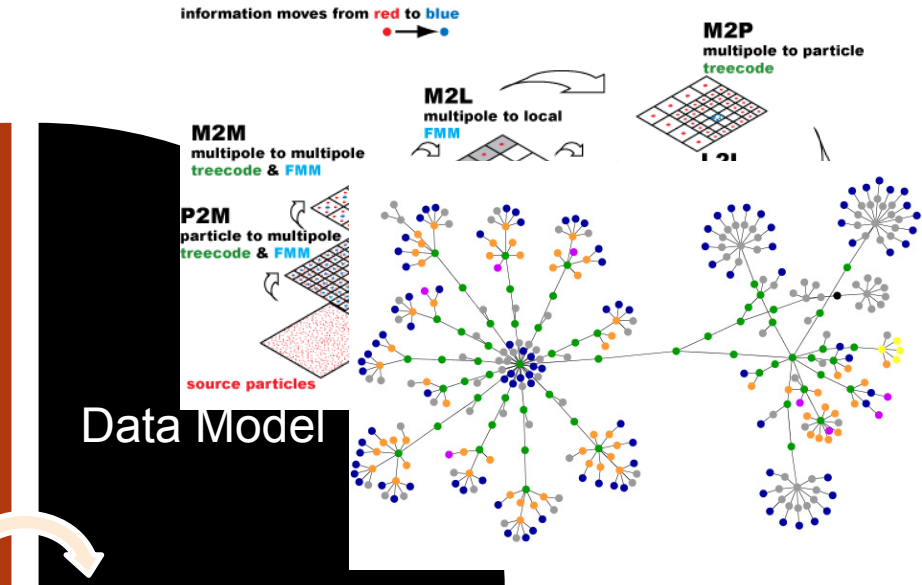 information moves from red to blue
M2P
multipole to particle
treecode
M2L
multipole to local
FMM
M2M
multipole to multipole
treecode & FMM
P2M
particle to multipole
treecode & FMM
source particles
Data Model